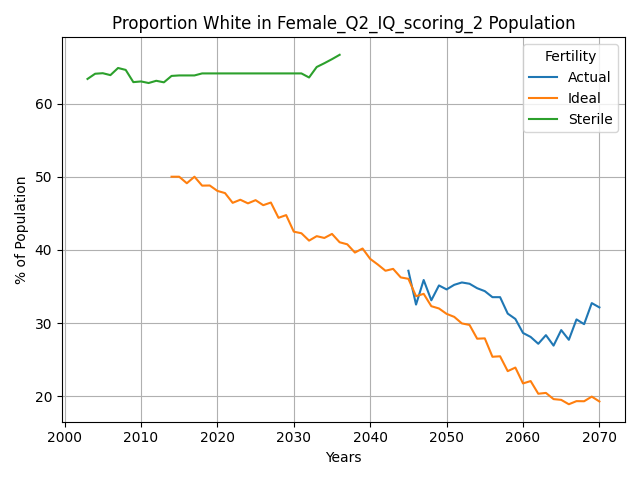 Proportion White in Female_Q2_IQ_scoring_2 Population
Fertility
Actual
Ideal
Sterile
% of Population
60
50
40
30
20
2000 2010 2020 2030 2040 2050 2060 2070
Years